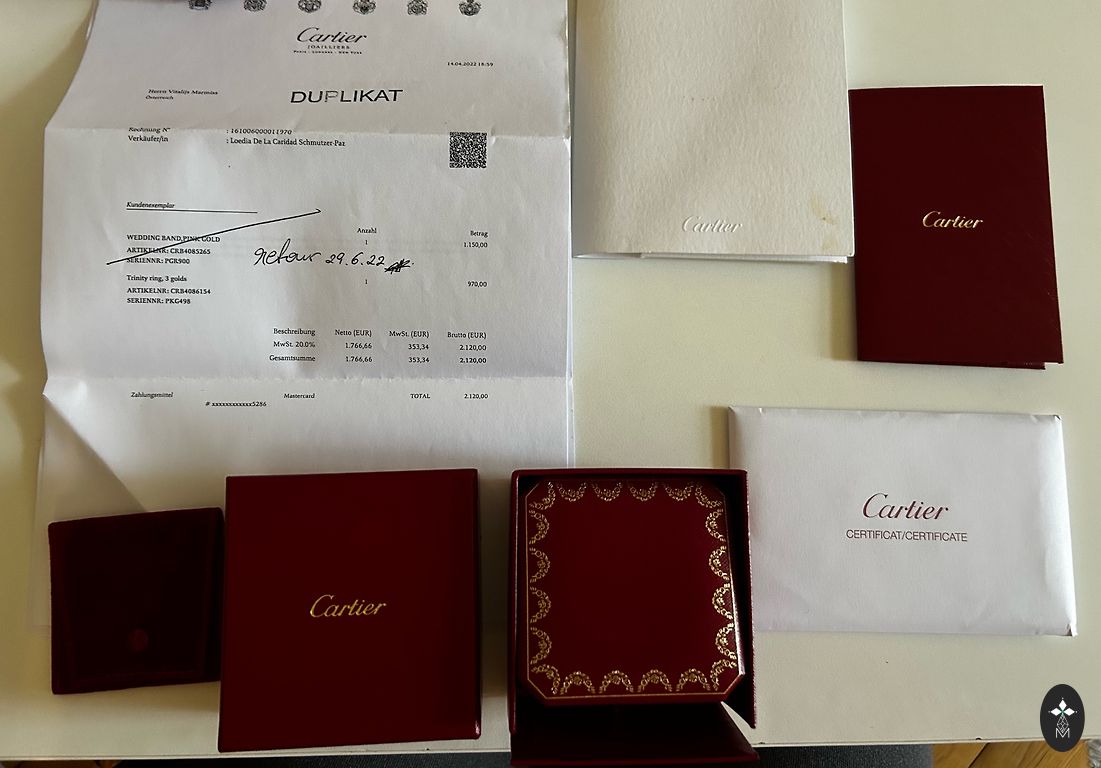 Cartier
JOAILLIERS
PARIS - LONDRES - NEW YORK
14.04.2022 18:59
Herrn Vitalijs Marmiss
Österreich
DUPLIKAT
Rechnung N° : 161006000011970
Verkäufer/in : Loedia De La Caridad Schmutzer-Paz
Kundenexemplar
Anzahl Betrag
WEDDING BAND,PINK GOLD 1 1.150,00
ARTIKELNR: CRB4085265
SERIENNR: PGR900
retour 29.6.22
Trinity ring, 3 golds 1 970,00
ARTIKELNR: CRB4086154
SERIENNR: PKG498
Beschreibung Netto (EUR) MwSt. (EUR) Brutto (EUR)
MwSt. 20.0% 1.766,66 353,34 2.120,00
Gesamtsumme 1.766,66 353,34 2.120,00
Zahlungsmittel Mastercard TOTAL 2.120,00
# xxxxxxxxxxxx5286
Cartier
Cartier
Cartier
CERTIFICAT/CERTIFICATE
Cartier
M